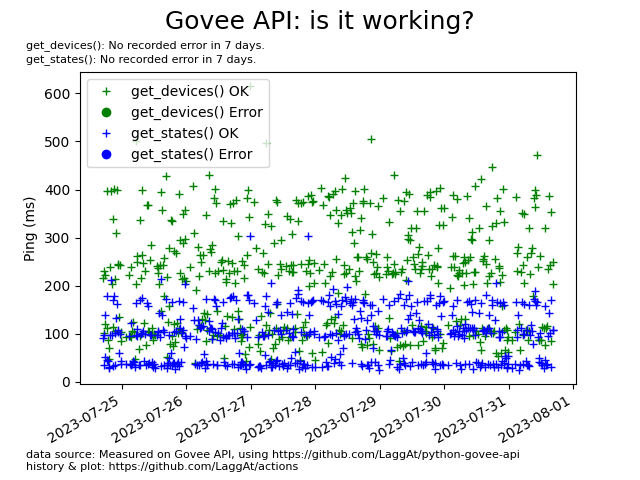 Govee API: is it working?
get_devices(): No recorded error in 7 days.
get_states(): No recorded error in 7 days.
get_devices() OK
get_devices() Error
get_states() OK
get_states() Error
Ping (ms)
600
500
400
300
200
100
0
2023-07-25
2023-07-26
2023-07-27
2023-07-28
2023-07-29
2023-07-30
2023-07-31
2023-08-01
data source: Measured on Govee API, using https://github.com/LaggAt/python-govee-api
history & plot: https://github.com/LaggAt/actions